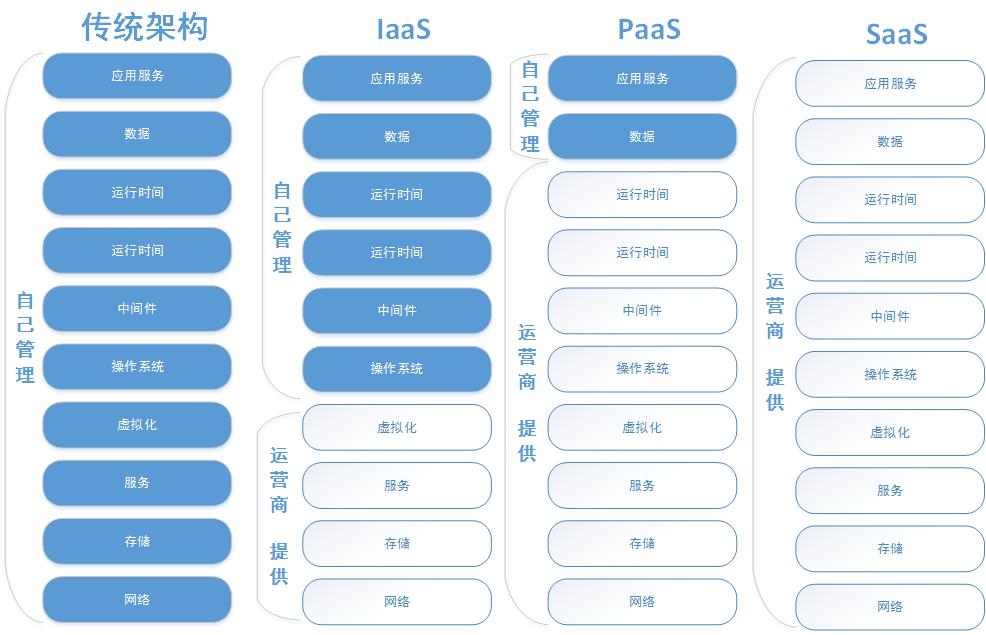 传统架构
自己管理
应用服务
数据
运行时间
运行时间
中间件
操作系统
虚拟化
服务
存储
网络
IaaS
自己管理
应用服务
数据
运行时间
运行时间
中间件
操作系统
运营商 提供
虚拟化
服务
存储
网络
PaaS
自己管理
应用服务
数据
运营商 提供
运行时间
运行时间
中间件
操作系统
虚拟化
服务
存储
网络
SaaS
运营商 提供
应用服务
数据
运行时间
运行时间
中间件
操作系统
虚拟化
服务
存储
网络